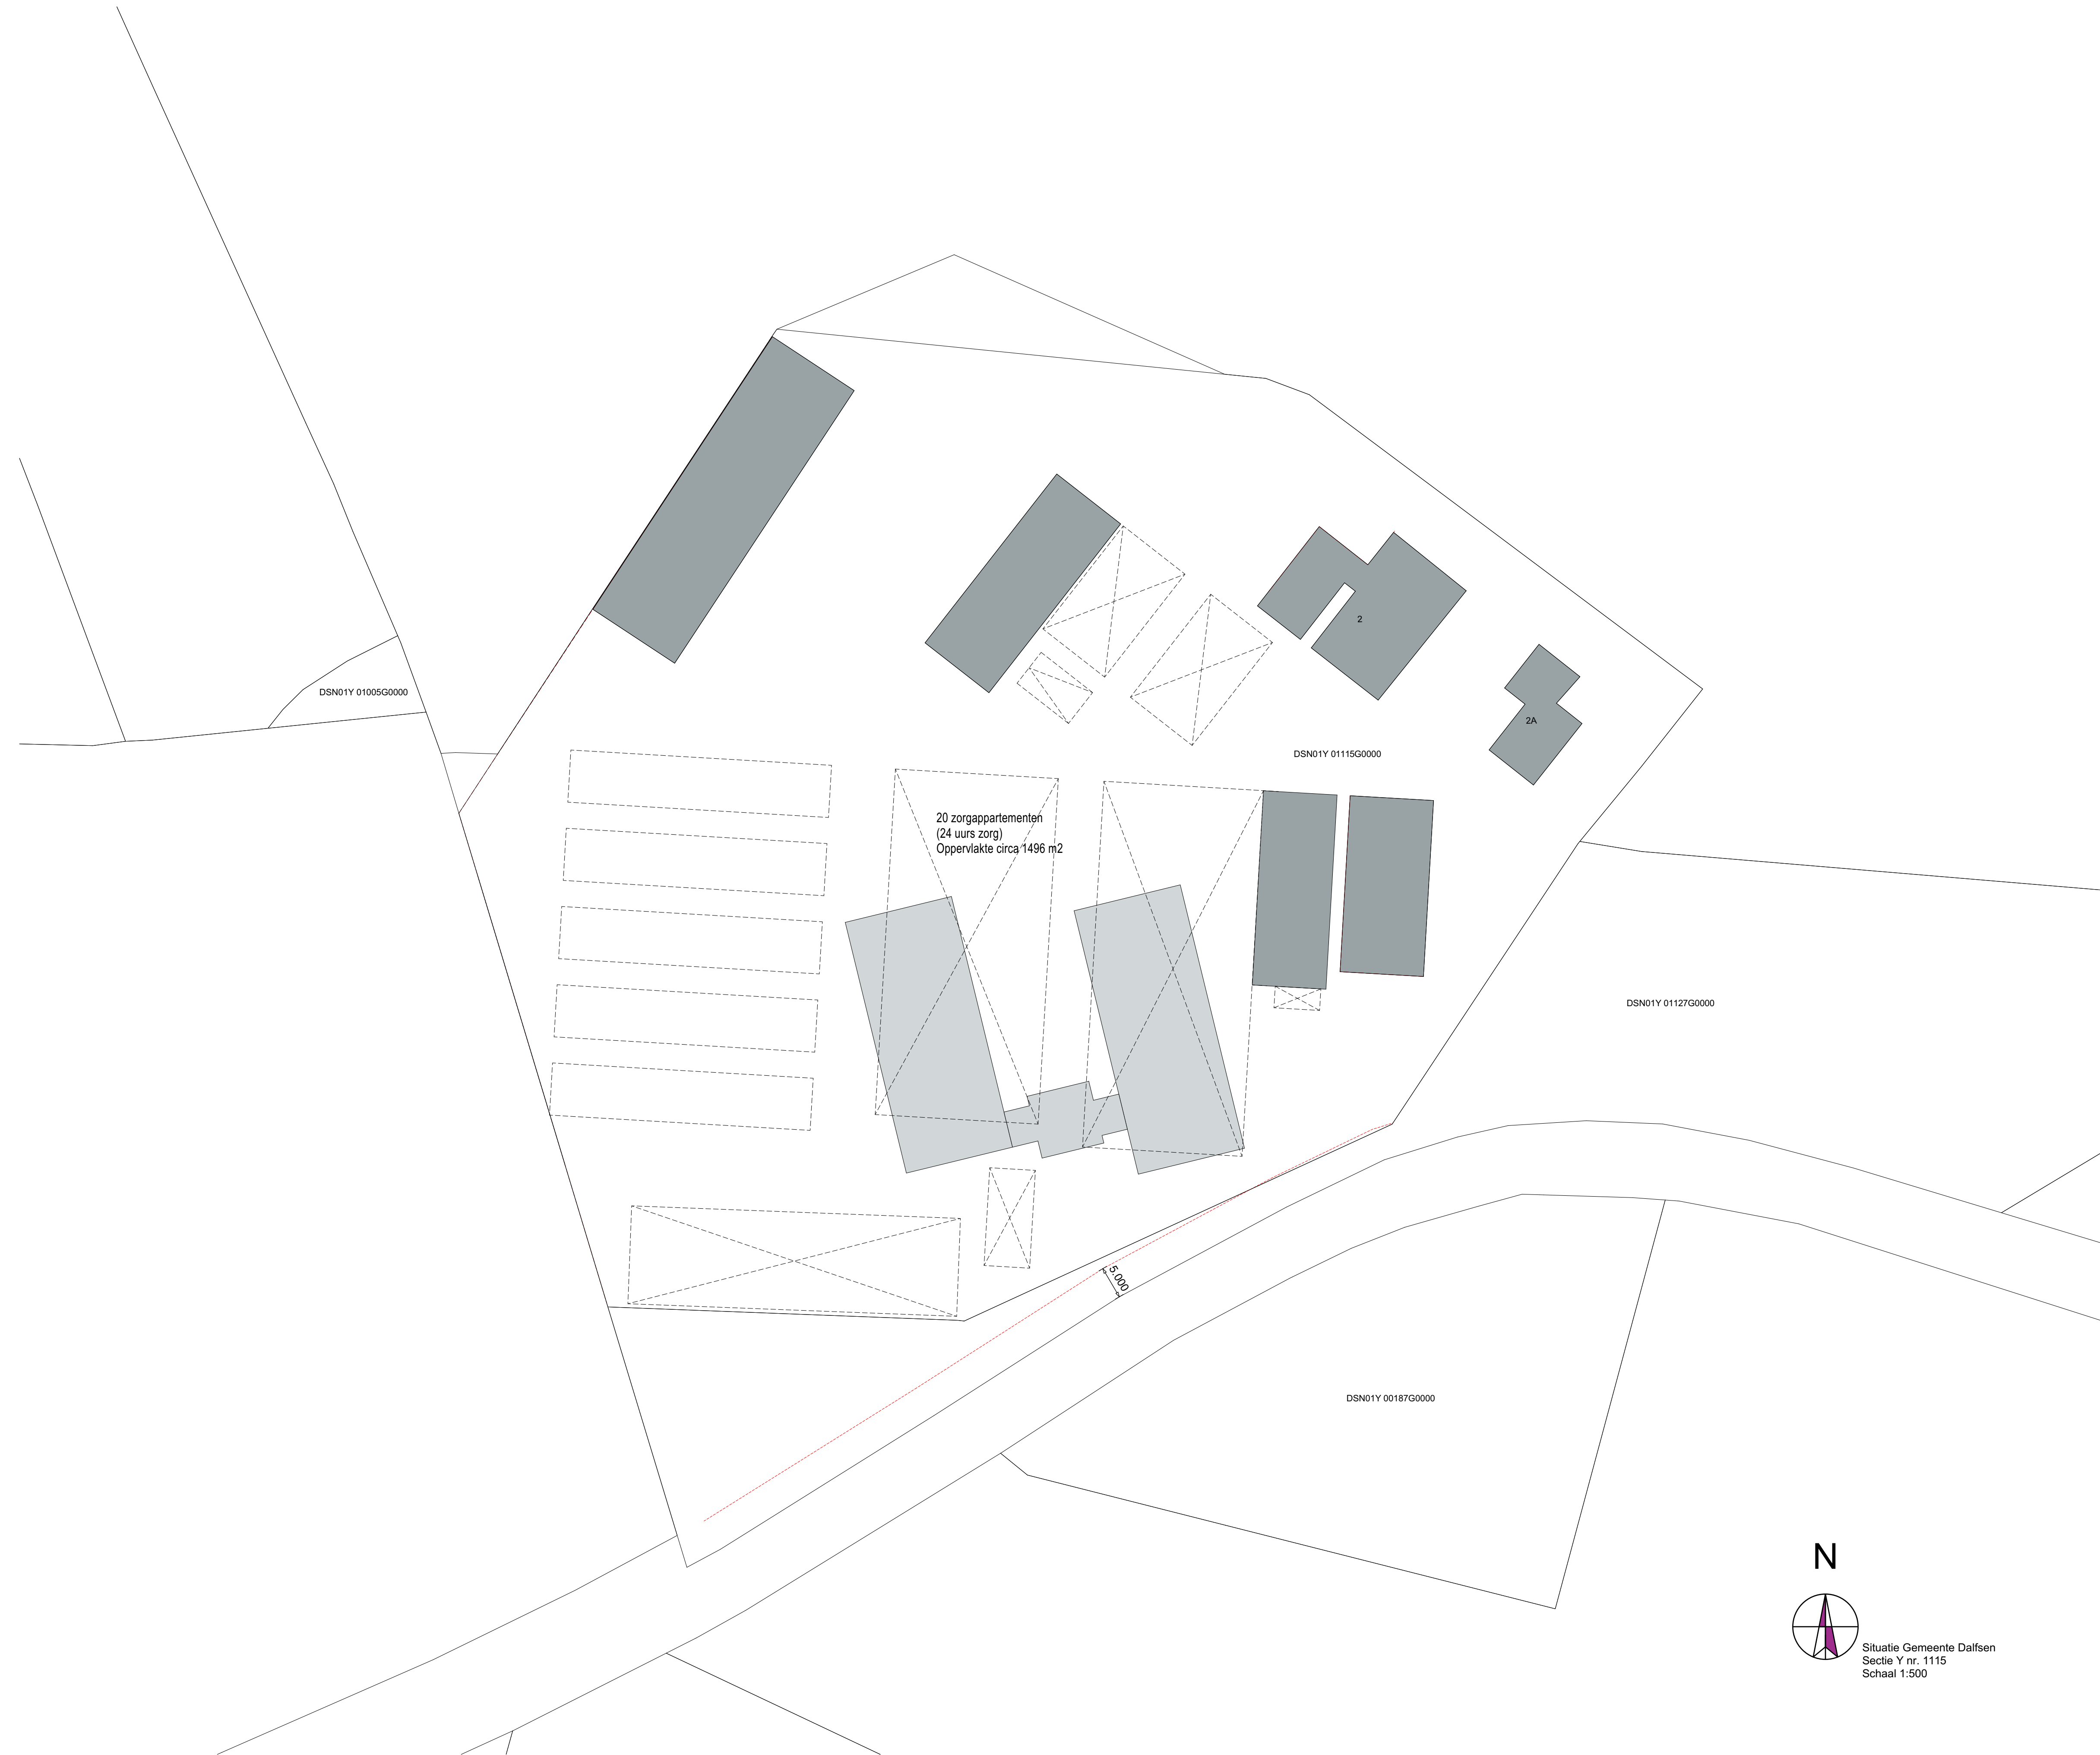 2
DSN01Y 01005G0000
2A
DSN01Y 01115G0000
20 zorgappartementen
(24 uurs zorg)
Oppervlakte circa 1496 m2
DSN01Y 01127G0000
5.000
DSN01Y 00187G0000
N
Situatie Gemeente Dalfsen
Sectie Y nr. 1115
Schaal 1:500